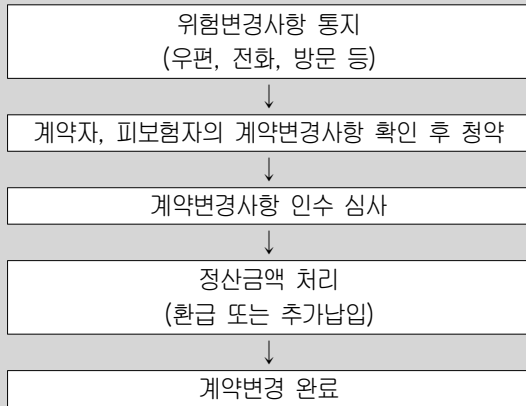 위험변경사항 통지
(우편, 전화, 방문 등)
↓
계약자, 피보험자의 계약변경사항 확인 후 청약
↓
계약변경사항 인수 심사
↓
정산금액 처리
(환급 또는 추가납입)
↓
계약변경 완료